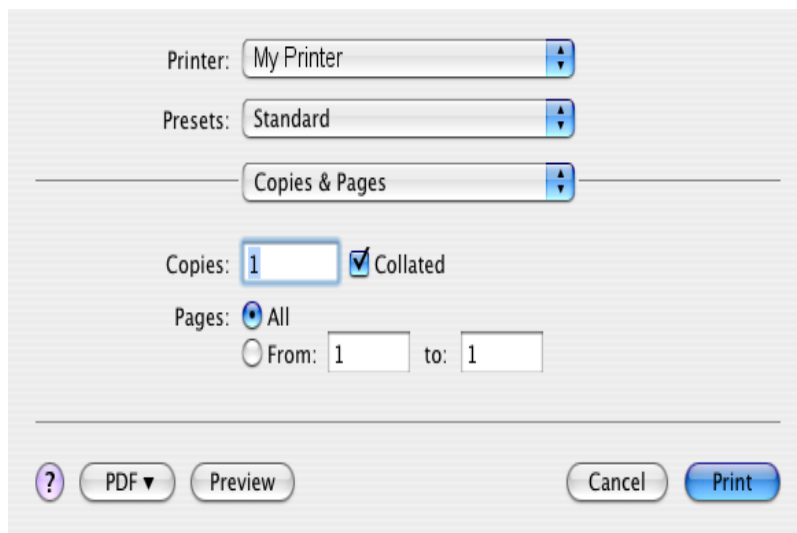 Printer: My Printer
Presets: Standard
Copies & Pages
Copies: 1 Collated
Pages: All
From: 1 to: 1
? PDF ▼ Preview Cancel Print